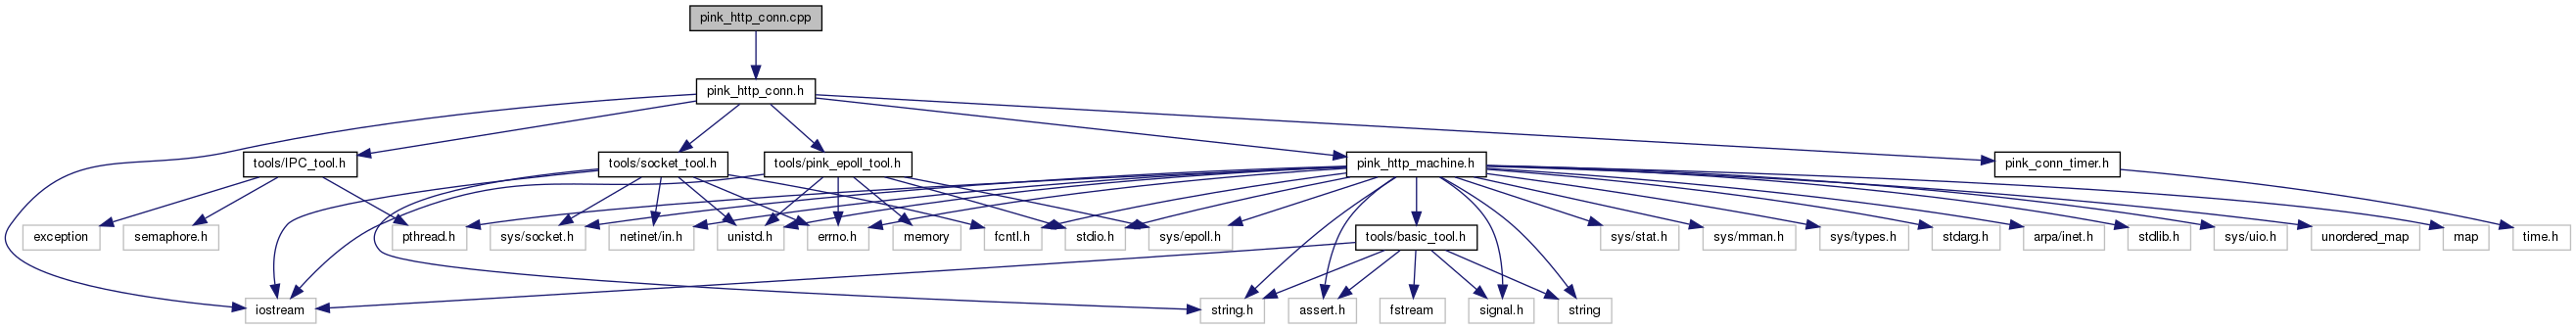 pink_http_conn.cpp
pink_http_conn.h
tools/IPC_tool.h
tools/socket_tool.h
tools/pink_epoll_tool.h
pink_http_machine.h
pink_conn_timer.h
exception
semaphore.h
pthread.h
sys/socket.h
netinet/in.h
unistd.h
errno.h
memory
fcntl.h
stdio.h
sys/epoll.h
tools/basic_tool.h
sys/stat.h
sys/mman.h
sys/types.h
stdarg.h
arpa/inet.h
stdlib.h
sys/uio.h
unordered_map
map
time.h
iostream
string.h
assert.h
fstream
signal.h
string